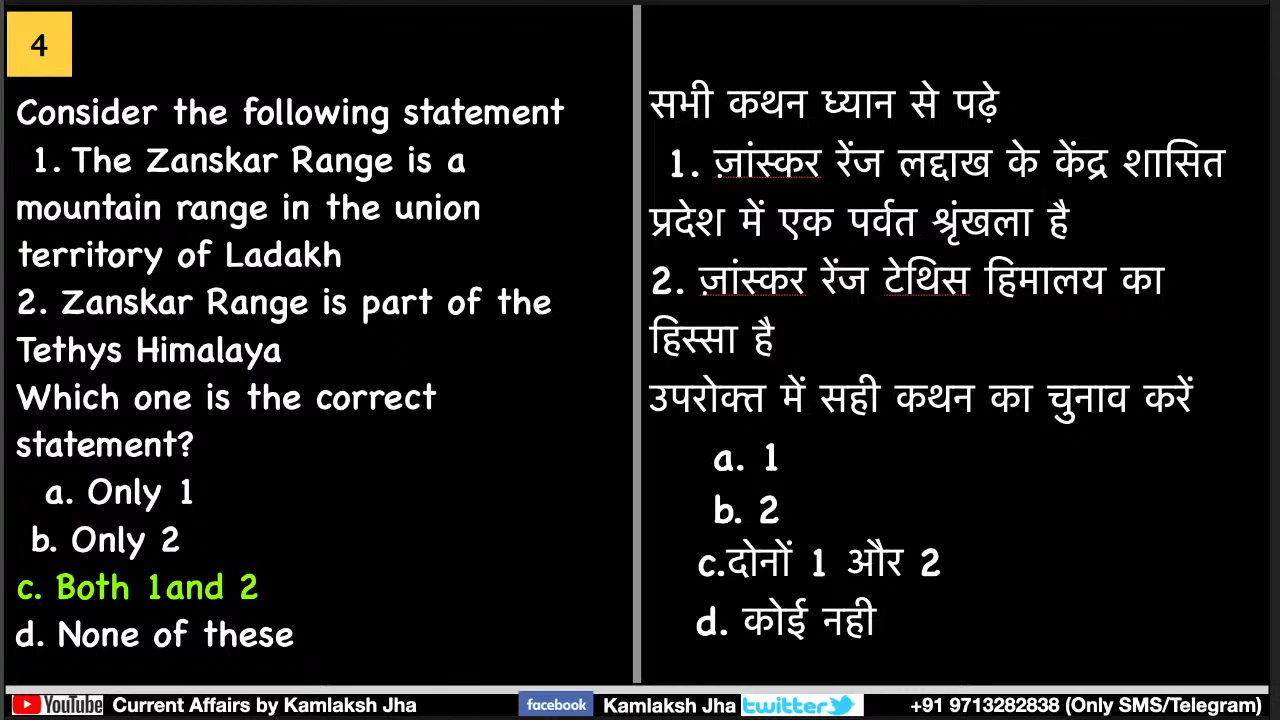 4
Consider the following statement
1. The Zanskar Range is a
mountain range in the union
territory of Ladakh
2. Zanskar Range is part of the
Tethys Himalaya
Which one is the correct
statement?
a. Only 1
b. Only 2
c. Both 1and 2
d. None of these
सभी कथन ध्यान से पढ़े
1. ज़ांस्कर रेंज लद्दाख के केंद्र शासित
प्रदेश में एक पर्वत श्रृंखला है
2. ज़ांस्कर रेंज टेथिस हिमालय का
हिस्सा है
उपरोक्त में सही कथन का चुनाव करें
a. 1
b. 2
c.दोनों 1 और 2
d. कोई नही
YouTube Current Affairs by Kamlaksh Jha facebook Kamlaksh Jha twitter +91 9713282838 (Only SMS/Telegram)